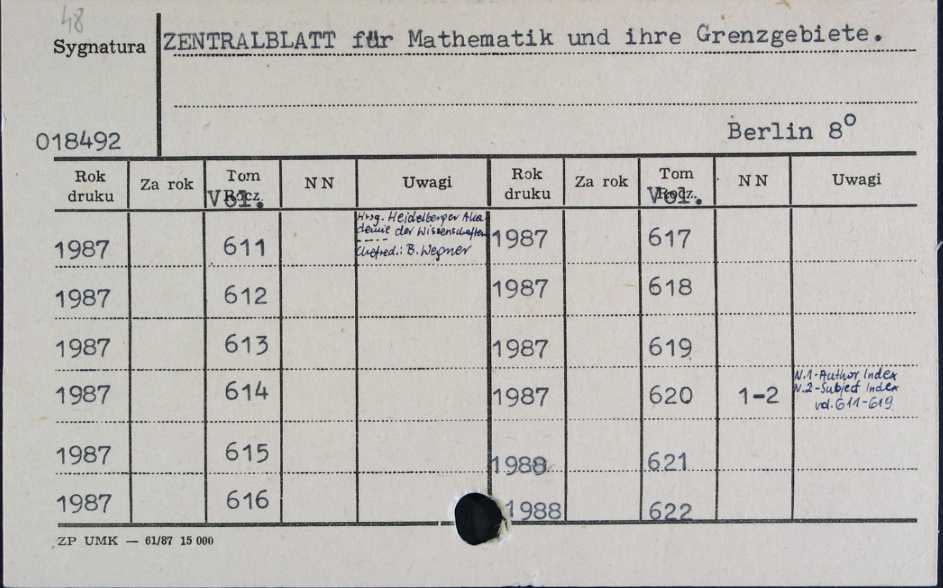 48
Sygnatura
ZENTRALBLATT für Mathematik und ihre Grenzgebiete.
018492
Berlin 8°
Rok druku Za rok Tom Rocz. Vol. NN Uwagi Rok druku Za rok Tom Rocz. Vol. NN Uwagi
1987 611 Hrsg. Heidelberger Aka-
demie der Wissenschaften
Chefred.: B. Wegner
1987 617
1987 612 1987 618
1987 613 1987 619
1987 614 1987 620 1-2 N.1-Author Index
N.2-Subject Index
vol. 611-619
1987 615 1988 621
1987 616 1988 622
ZP UMK — 61/87 15 000